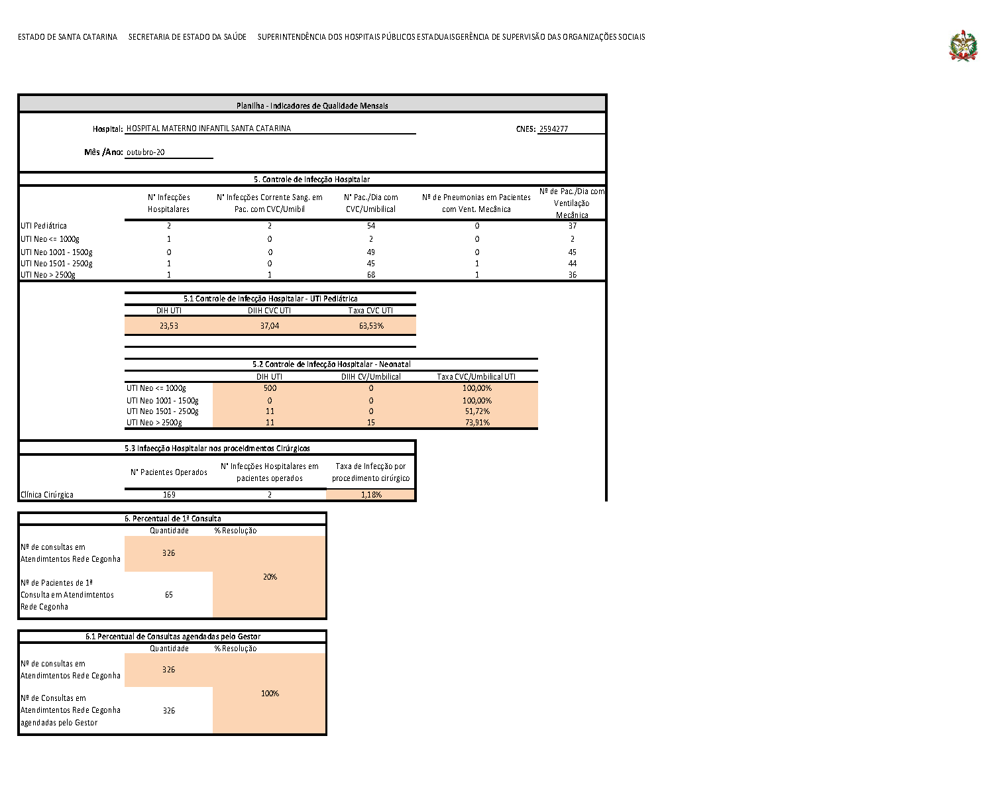 ESTADO DE SANTA CATARINA SECRETARIA DE ESTADO DA SAÚDE SUPERINTENDÊNCIA DOS HOSPITAIS PÚBLICOS ESTADUAISGERÊNCIA DE SUPERVISÃO DAS ORGANIZAÇÕES SOCIAIS
Planilha - Indicadores de Qualidade Mensais
Hospital: HOSPITAL MATERNO INFANTIL SANTA CATARINA CNES: 2594277
Mês /Ano: outubro-20
5. Controle de Infecção Hospitalar
N° Infecções Hospitalares
N° Infecções Corrente Sang. em Pac. com CVC/Umbil
N° Pac./Dia com CVC/Umibilical
Nº de Pneumonias em Pacientes com Vent. Mecânica
Nº de Pac./Dia com Ventilação Mecânica
UTI Pediátrica 2 2 54 0 37
UTI Neo <= 1000g 1 0 2 0 2
UTI Neo 1001 - 1500g 0 0 49 0 45
UTI Neo 1501 - 2500g 1 0 45 1 44
UTI Neo > 2500g 1 1 68 1 36
5.1 Controle de Infecção Hospitalar - UTI Pediátrica
DIH UTI DIIH CVC UTI Taxa CVC UTI
23,53 37,04 63,53%
5.2 Controle de Infecção Hospitalar - Neonatal
DIH UTI DIIH CV/Umbilical Taxa CVC/Umbilical UTI
UTI Neo <= 1000g 500 0 100,00%
UTI Neo 1001 - 1500g 0 0 100,00%
UTI Neo 1501 - 2500g 11 0 51,72%
UTI Neo > 2500g 11 15 73,91%
5.3 Infaecção Hospitalar nos proceidmentos Cirúrgicos
N° Pacientes Operados
N° Infecções Hospitalares em pacientes operados
Taxa de Infecção por procedimento cirúrgico
Clínica Cirúrgica 169 2 1,18%
6. Percentual de 1ª Consulta
Quantidade % Resolução
Nº de consultas em
Atendimtentos Rede Cegonha
326
20%
Nº de Pacientes de 1ª
Consulta em Atendimtentos
Rede Cegonha
65
6.1 Percentual de Consultas agendadas pelo Gestor
Quantidade % Resolução
Nº de consultas em
Atendimtentos Rede Cegonha
326
100%
Nº de Consultas em
Atendimtentos Rede Cegonha
agendadas pelo Gestor
326